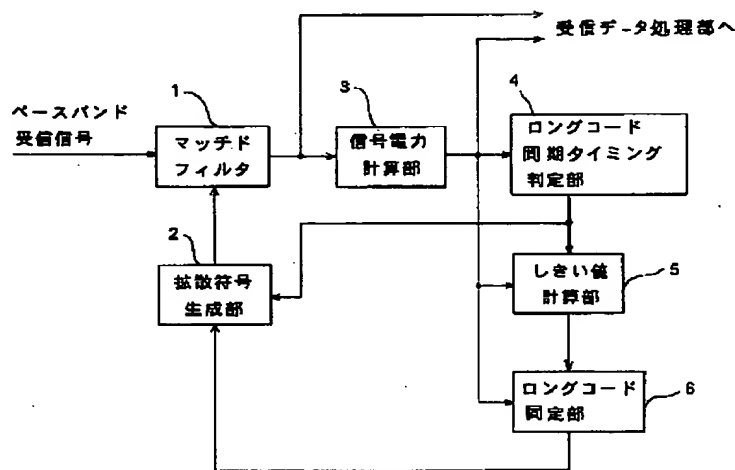 受信データ処理部へ
1
3
4
ベースバンド
受信信号
マッチド
フィルタ
信号電力
計算部
ロングコード
同期タイミング
判定部
2
拡散符号
生成部
しきい値
計算部
5
ロングコード
同定部
6